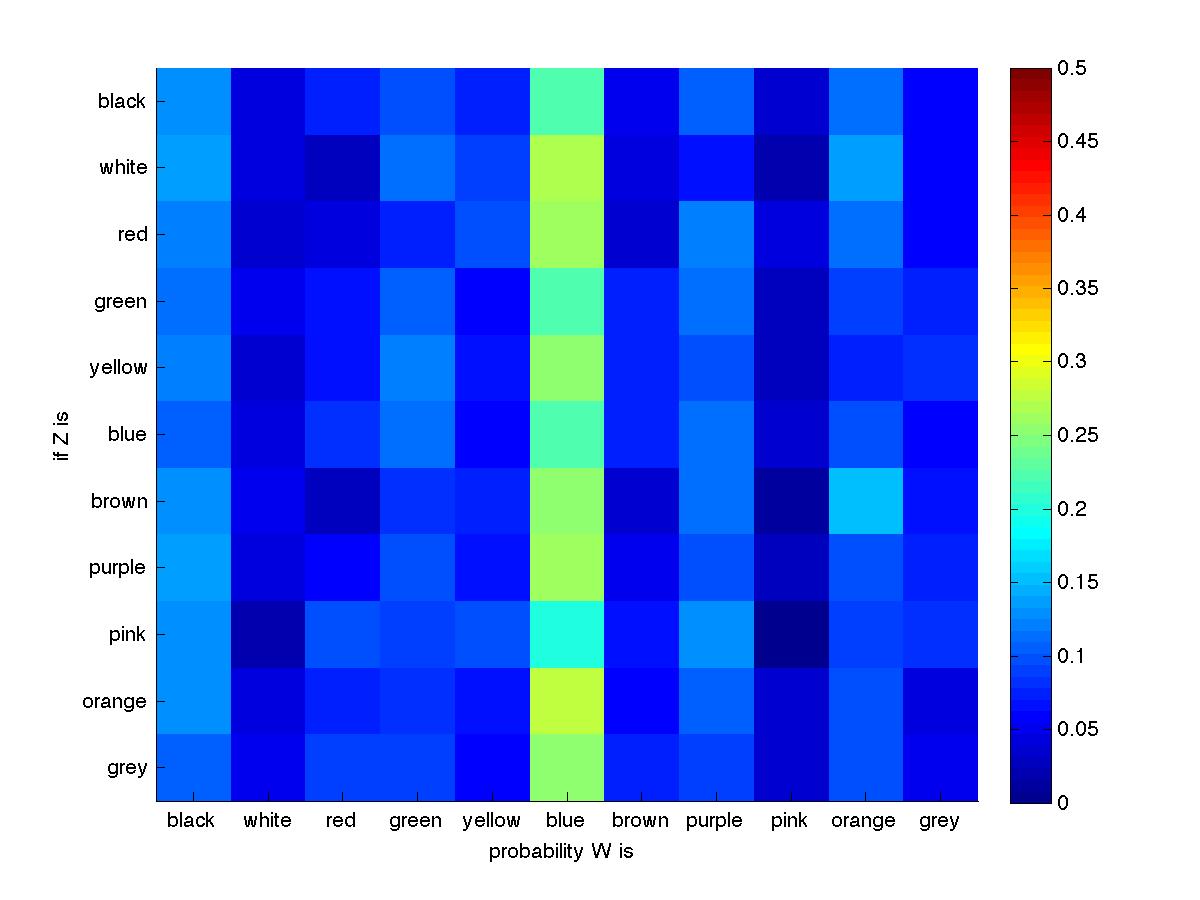 if Z is
black
white
red
green
yellow
blue
brown
purple
pink
orange
grey
black white red green yellow blue brown purple pink orange grey
probability W is
0.5
0.45
0.4
0.35
0.3
0.25
0.2
0.15
0.1
0.05
0